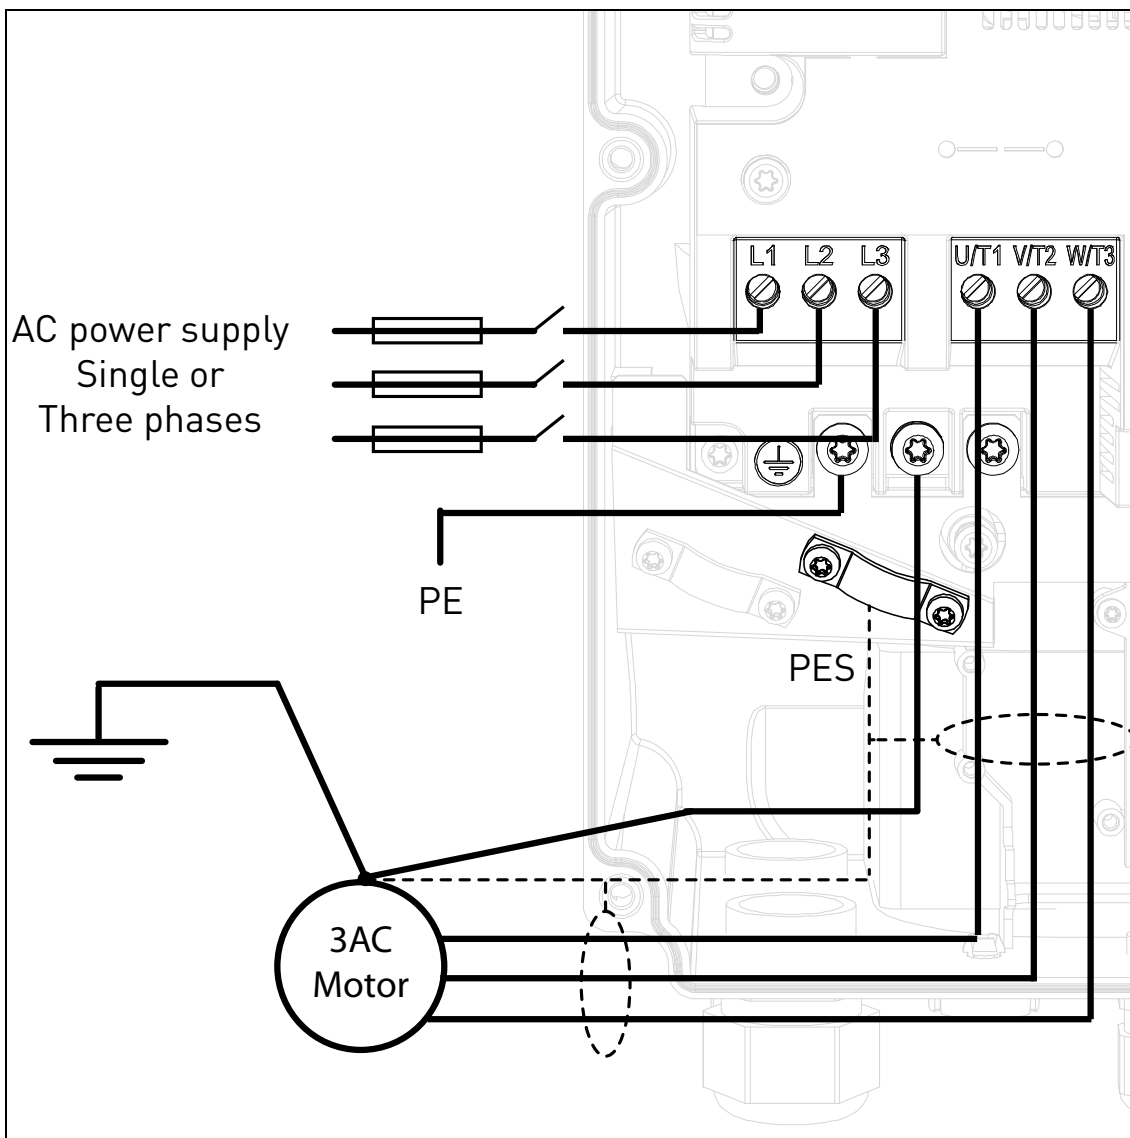 L1 L2 L3
U/T1 V/T2 W/T3
AC power supply
Single or
Three phases
PE
PES
3AC
Motor